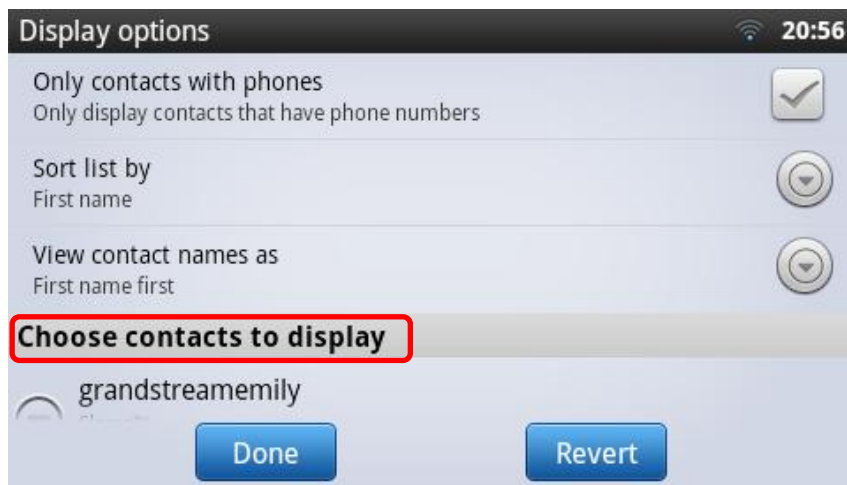 Display options 20:56
Only contacts with phones
Only display contacts that have phone numbers
Sort list by
First name
View contact names as
First name first
Choose contacts to display
grandstreamemily
Done Revert